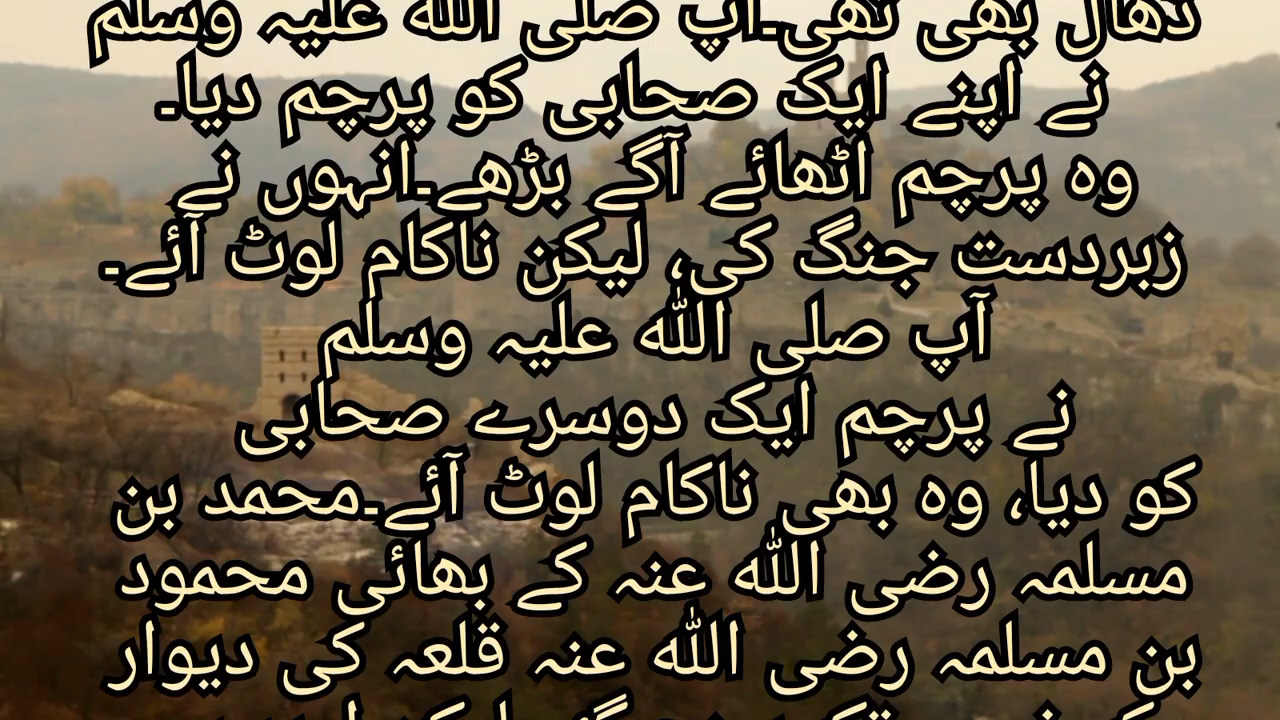 ڈھال بھی تھی۔آپ صلی اللہ علیہ وسلم
نے اپنے ایک صحابی کو پرچم دیا۔
وہ پرچم اٹھائے آگے بڑھے۔انہوں نے
زبردست جنگ کی، لیکن ناکام لوٹ آئے۔
آپ صلی اللہ علیہ وسلم
نے پرچم ایک دوسرے صحابی
کو دیا، وہ بھی ناکام لوٹ آئے۔محمد بن
مسلمہ رضی اللہ عنہ کے بھائی محمود
بن مسلمہ رضی اللہ عنہ قلعہ کی دیوار